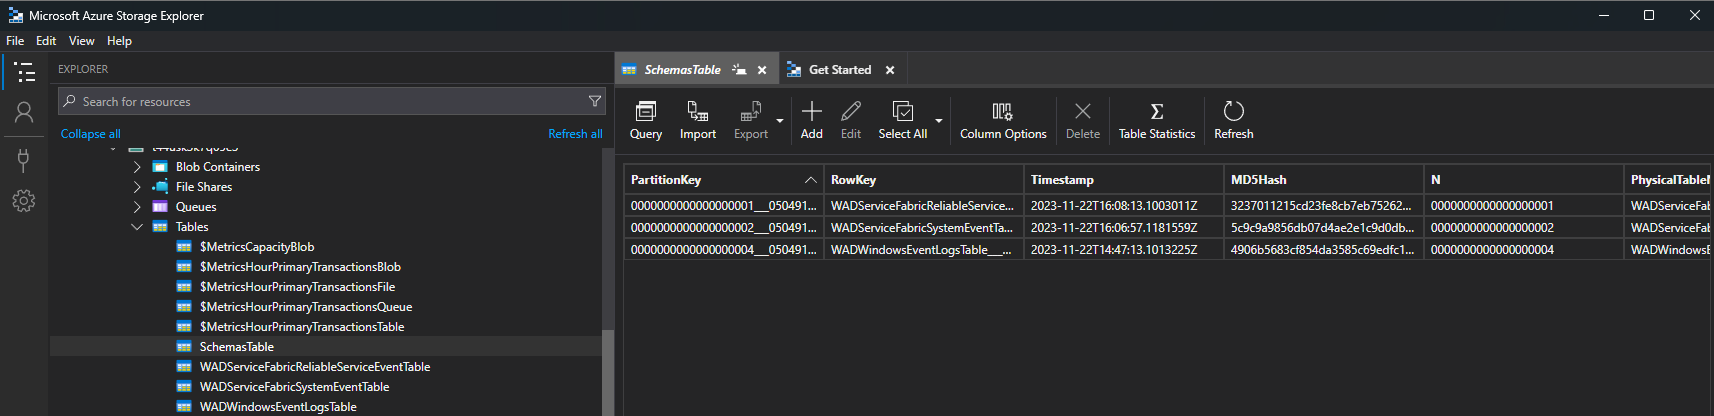 Microsoft Azure Storage Explorer
File Edit View Help
EXPLORER
Search for resources
Collapse all Refresh all
Blob Containers
File Shares
Queues
Tables
$MetricsCapacityBlob
$MetricsHourPrimaryTransactionsBlob
$MetricsHourPrimaryTransactionsFile
$MetricsHourPrimaryTransactionsQueue
$MetricsHourPrimaryTransactionsTable
SchemasTable
WADServiceFabricReliableServiceEventTable
WADServiceFabricSystemEventTable
WADWindowsEventLogsTable
SchemasTable Get Started
Query Import Export Add Edit Select All Column Options Delete Table Statistics Refresh
PartitionKey RowKey Timestamp MD5Hash N PhysicalTableN
0000000000000000001___050491... WADServiceFabricReliableService... 2023-11-22T16:08:13.1003011Z 3237011215cd23fe8cb7eb75262... 0000000000000000001 WADServiceFab
0000000000000000002___050491... WADServiceFabricSystemEventTa... 2023-11-22T16:06:57.1181559Z 5c9c9a9856db07d4ae2e1c9d0db... 0000000000000000002 WADServiceFab
0000000000000000004___050491... WADWindowsEventLogsTable___... 2023-11-22T14:47:13.1013225Z 4906b5683cf854da3585c69edfc1... 0000000000000000004 WADWindowsE